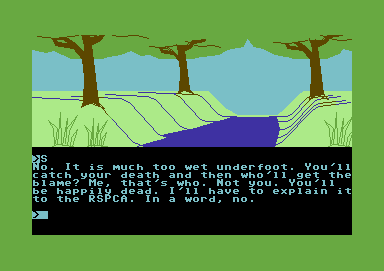 >S
No. It is much too wet underfoot. You'll
catch your death and then who'll get the
blame? Me, that's who. Not you. You'll
be happily dead. I'll have to explain it
to the RSPCA. In a word, no.
>